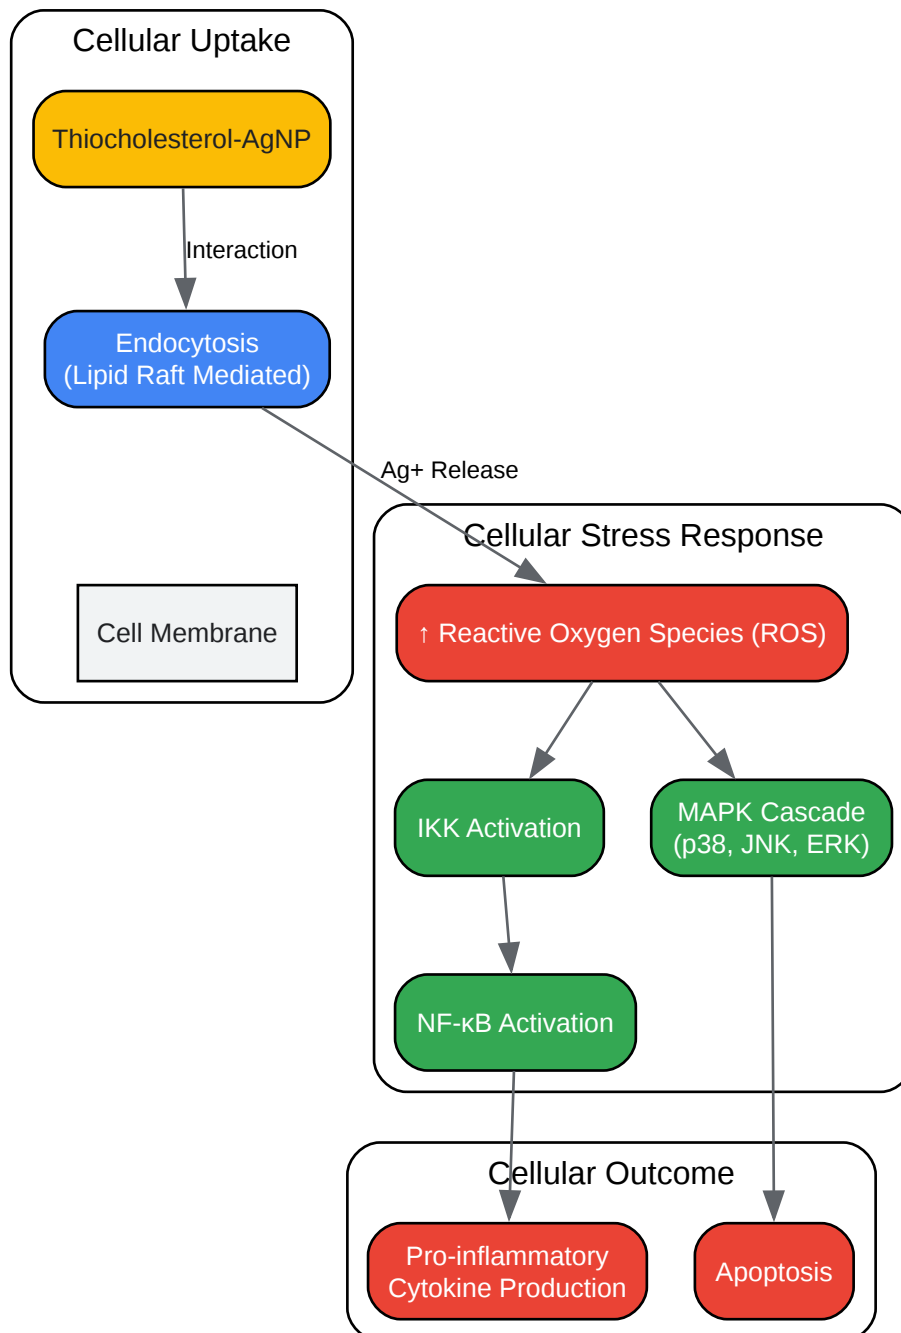 Cellular Uptake
Thiocholesterol-AgNP
Interaction
Endocytosis
(Lipid Raft Mediated)
Ag+ Release
Cellular Stress Response
Cell Membrane
↑ Reactive Oxygen Species (ROS)
IKK Activation
MAPK Cascade
(p38, JNK, ERK)
NF-κB Activation
Cellular Outcome
Pro-inflammatory
Cytokine Production
Apoptosis